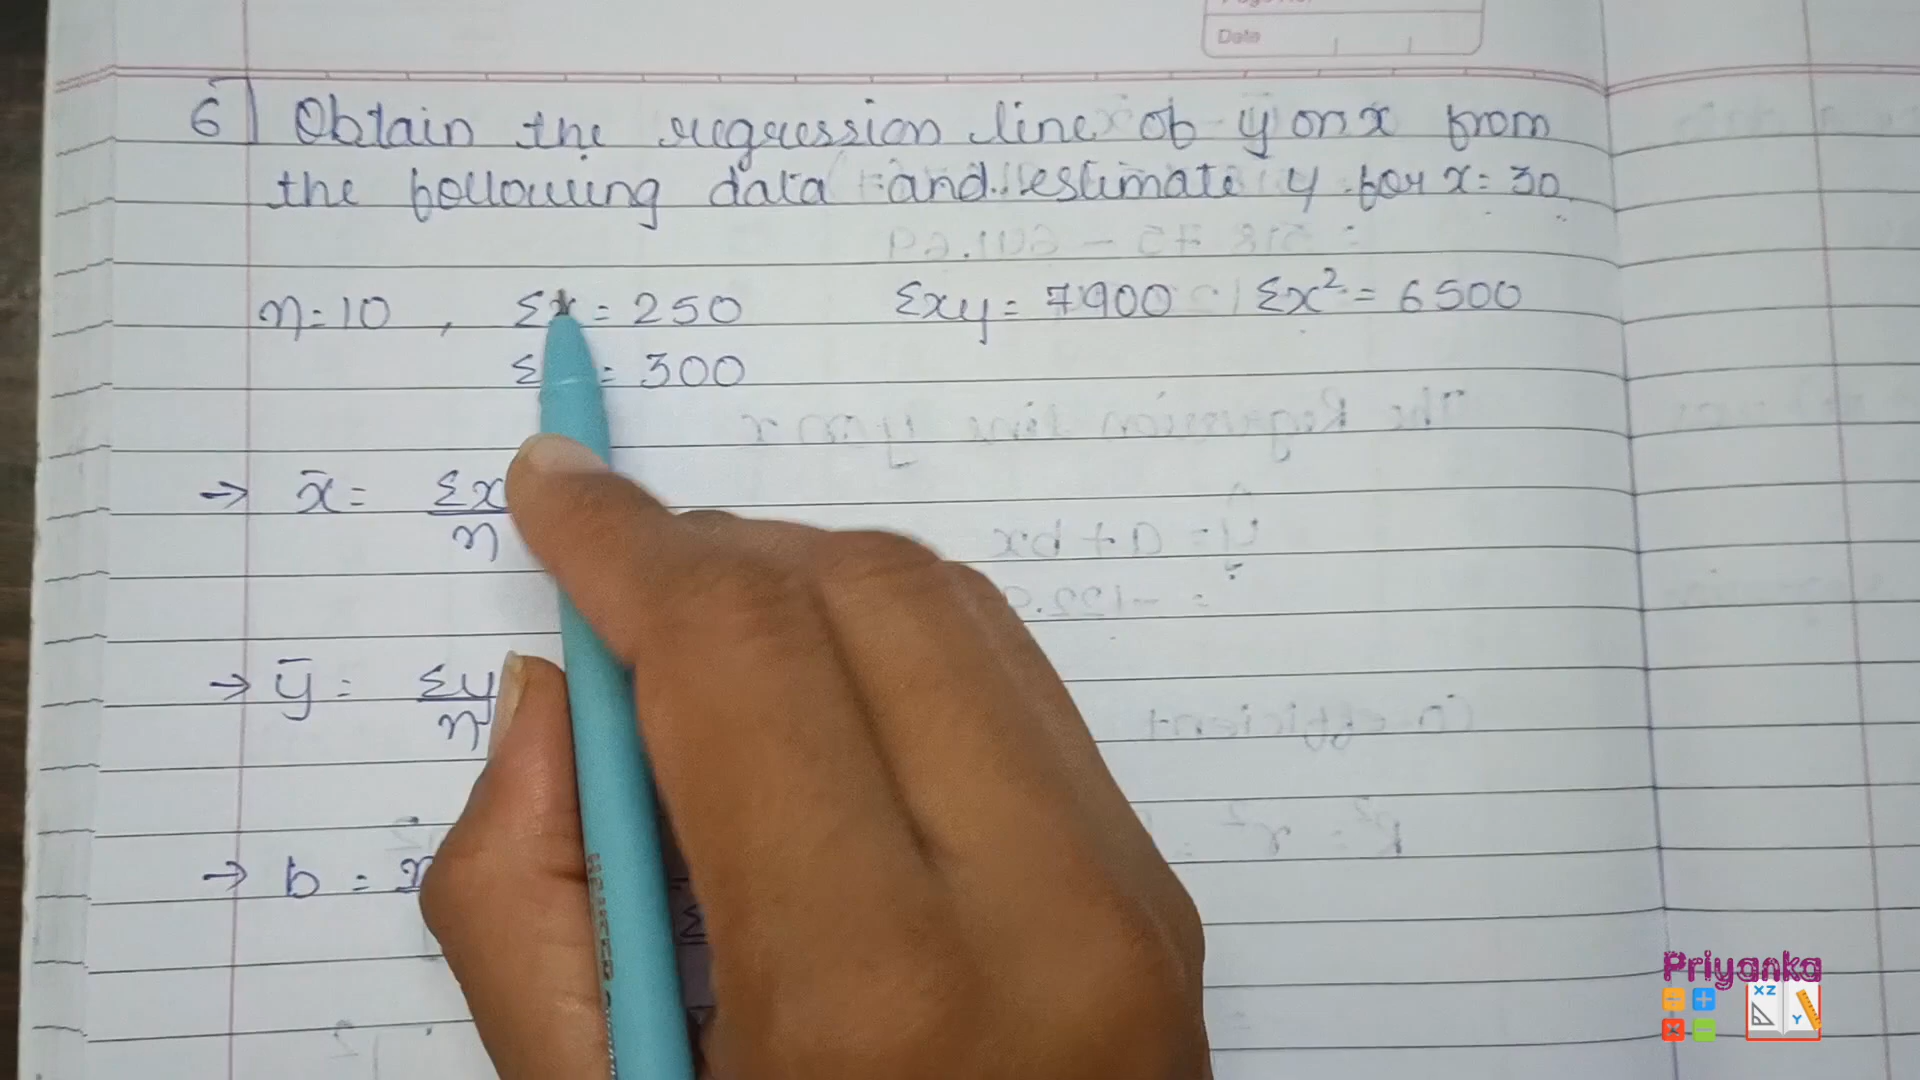 Date
6 Obtain the regression line of y on x from
the following data and estimate y for x = 30
n = 10 , Σx = 250 Σxy = 7900 Σx² = 6500
Σ = 300
→ x̄ = Σx/n
→ ȳ = Σy/n
→ b =
Priyanka
XZ
Y